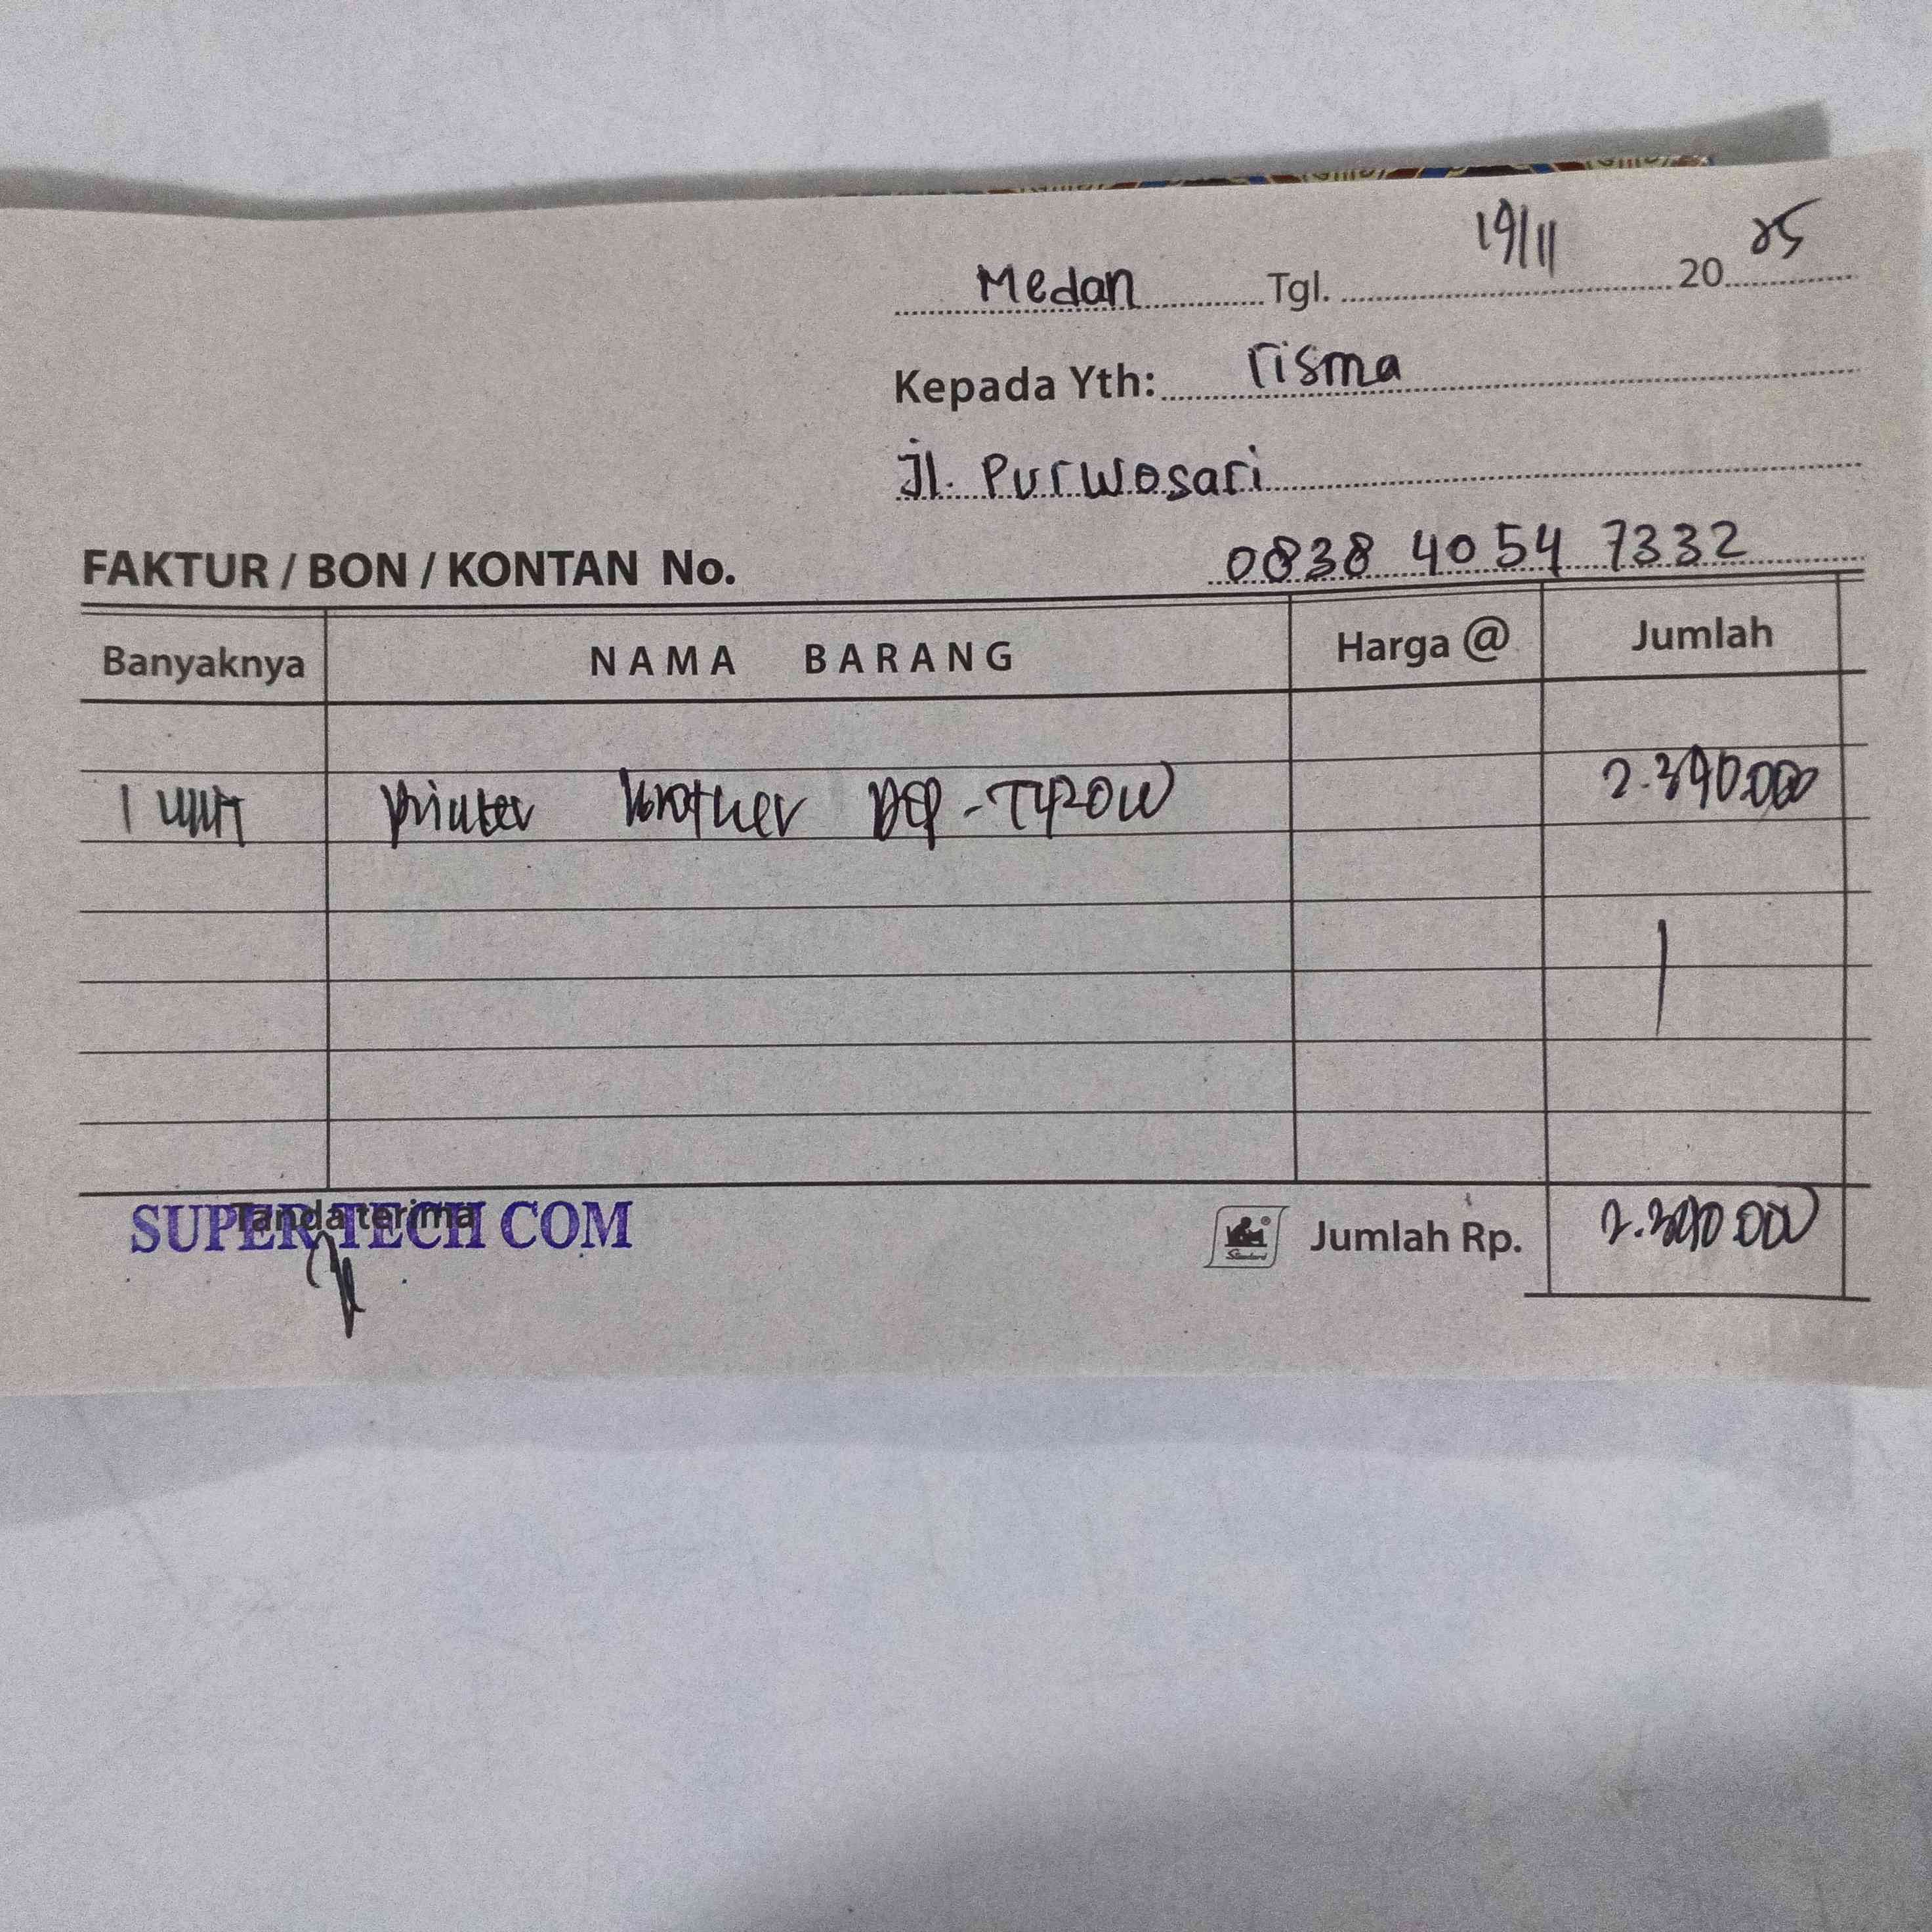 Medan Tgl. 19/11 2025
Kepada Yth: risma
Jl. Purwosari
0838 4054 7332
FAKTUR / BON / KONTAN No.
Banyaknya NAMA BARANG Harga @ Jumlah
1 unit printer brother DCP-T420W 2.390.000
Tanda terima
SUPER TECH COM
Standard
Jumlah Rp. 2.390.000